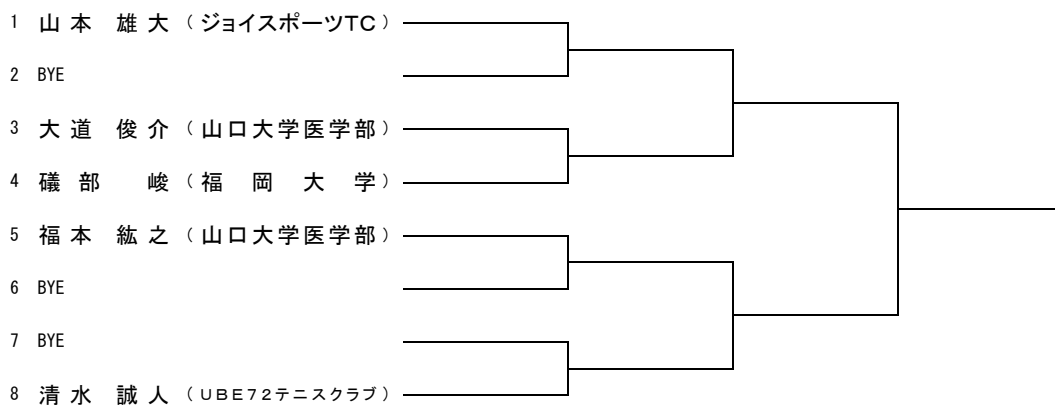 1 山本 雄大 （ジョイスポーツTC）
2 BYE
3 大道 俊介 （山口大学医学部）
4 礒部 峻 （福岡大学）
5 福本 紘之 （山口大学医学部）
6 BYE
7 BYE
8 清水 誠人 （UBE72テニスクラブ）